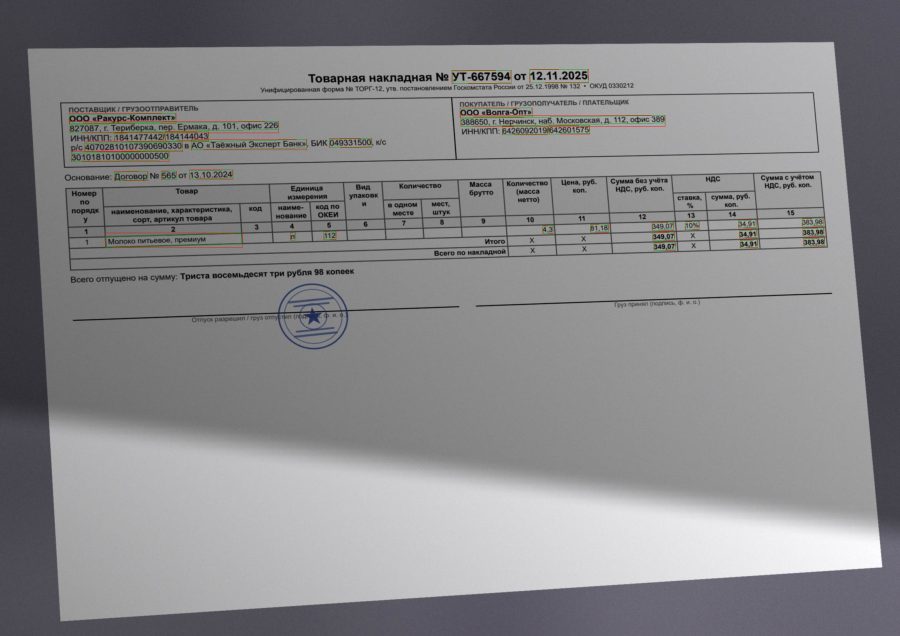 Товарная накладная № УТ-667594 от 12.11.2025
Унифицированная форма № ТОРГ-12, утв. постановлением Госкомстата России от 25.12.1998 № 132 • ОКУД 0330212
ПОСТАВЩИК / ГРУЗООТПРАВИТЕЛЬ
ООО «Ракурс-Комплект»
827087, г. Териберка, пер. Ермака, д. 101, офис 226
ИНН/КПП: 1841477442/184144043
р/с 40702810107390690330 в АО «Таёжный Эксперт Банк», БИК 049331500, к/с
30101810100000000500
ПОКУПАТЕЛЬ / ГРУЗОПОЛУЧАТЕЛЬ / ПЛАТЕЛЬЩИК
ООО «Волга-Опт»
388650, г. Нерчинск, наб. Московская, д. 112, офис 389
ИНН/КПП: 6426092019/642601575
Основание: Договор № 565 от 13.10.2024
Номер по порядку Товар Единица измерения Вид упаковки Количество Масса брутто Количество (масса нетто) Цена, руб. коп. Сумма без учёта НДС, руб. коп. НДС Сумма с учётом НДС, руб. коп.
наименование, характеристика, сорт, артикул товара код наименование код по ОКЕИ в одном месте мест, штук ставка, % сумма, руб. коп.
1 2 3 4 5 6 7 8 9 10 11 12 13 14 15
1 Молоко питьевое, премиум л 112 4,3 81,18 349,07 10% 34,91 383,98
Итого X X 349,07 X 34,91 383,98
Всего по накладной X X 349,07 X 34,91 383,98
Всего отпущено на сумму: Триста восемьдесят три рубля 98 копеек
Отпуск разрешил / груз отпустил (подпись, ф. и. о.)
Груз принял (подпись, ф. и. о.)